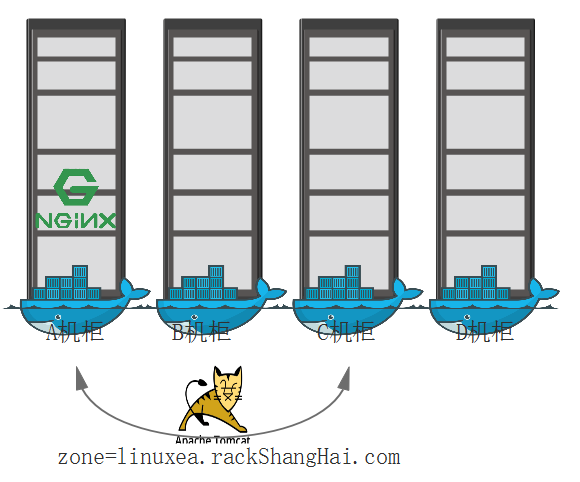 NGiNX
A机柜 B机柜 C机柜 D机柜
Apache Tomcat
zone=linuxea.rackShangHai.com